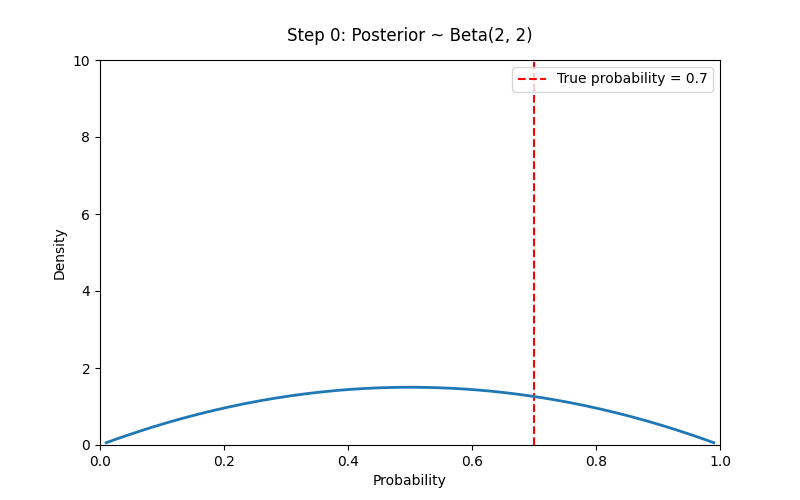 Step 0: Posterior ~ Beta(2, 2)
True probability = 0.7
10
8
6
4
2
0
Density
0.0 0.2 0.4 0.6 0.8 1.0
Probability